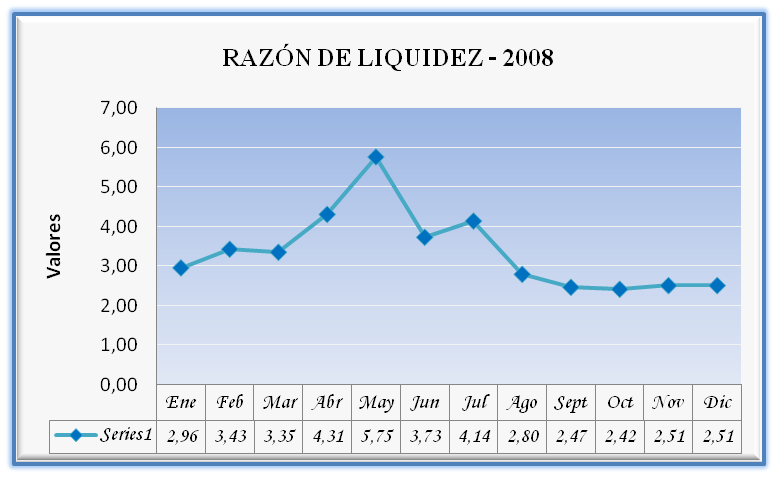 RAZÓN DE LIQUIDEZ - 2008
7,00
6,00
5,00
4,00
3,00
2,00
1,00
0,00
Valores
Ene Feb Mar Abr May Jun Jul Ago Sept Oct Nov Dic
Series1 2,96 3,43 3,35 4,31 5,75 3,73 4,14 2,80 2,47 2,42 2,51 2,51